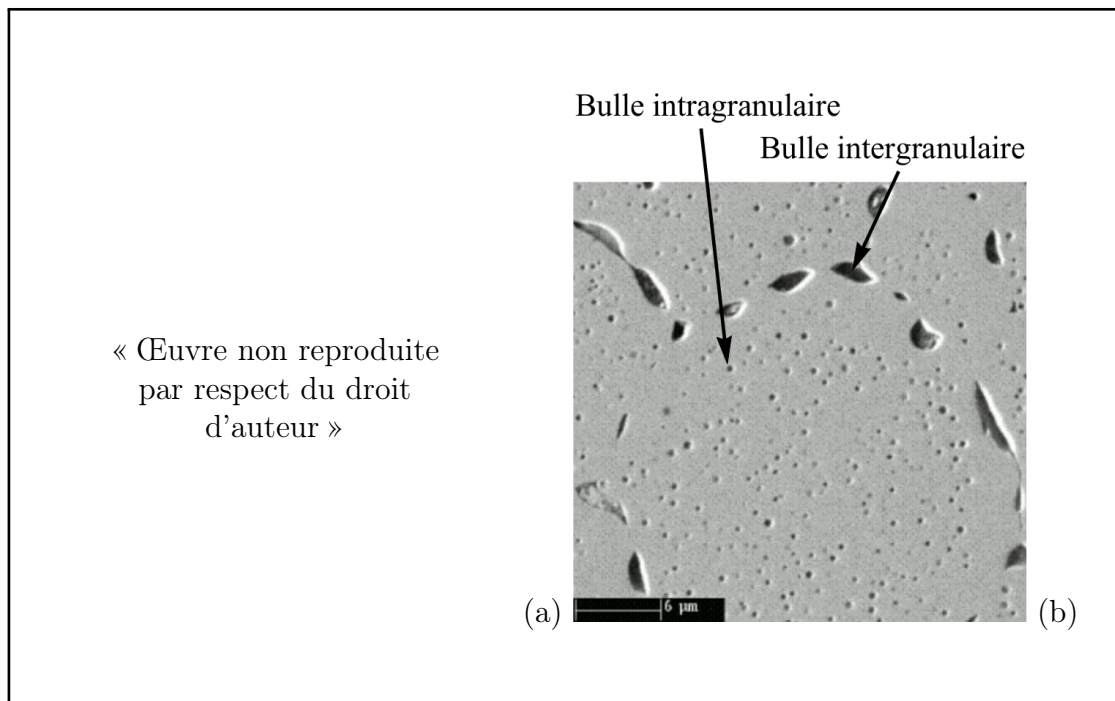 Bulle intragranulaire
Bulle intergranulaire
« Œuvre non reproduite
par respect du droit
d'auteur »
(a)
6 µm
(b)